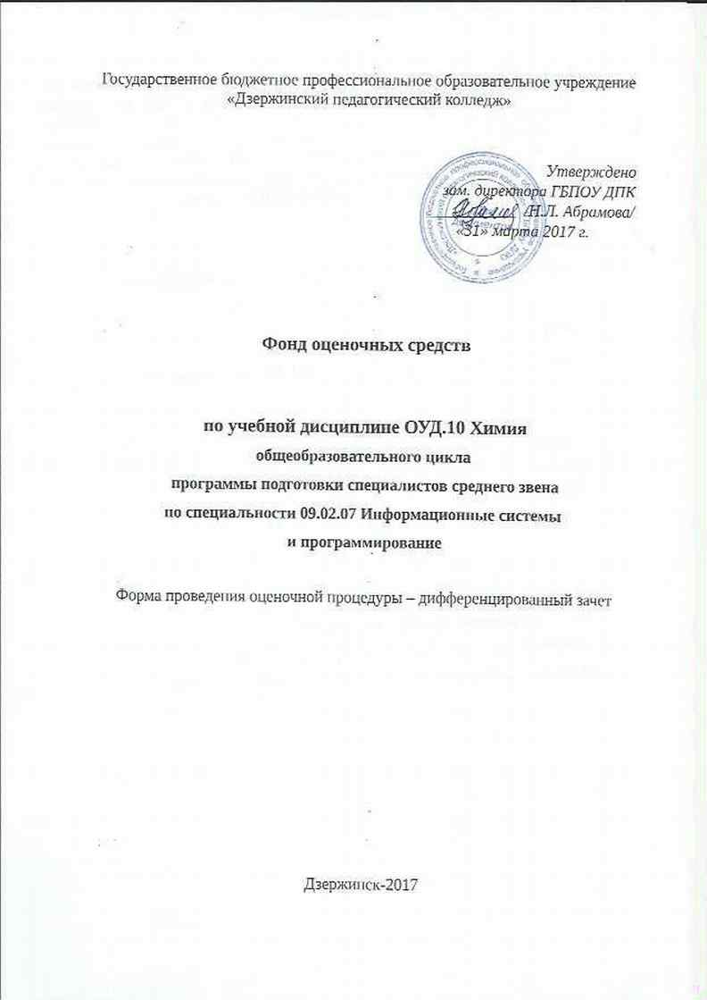 Государственное бюджетное профессиональное образовательное учреждение
«Дзержинский педагогический колледж»
Утверждено
зам. директора ГБПОУ ДПК
/Н.Л. Абрамова/
«31» марта 2017 г.
Фонд оценочных средств
по учебной дисциплине ОУД.10 Химия
общеобразовательного цикла
программы подготовки специалистов среднего звена
по специальности 09.02.07 Информационные системы
и программирование
Форма проведения оценочной процедуры – дифференцированный зачет
Дзержинск-2017